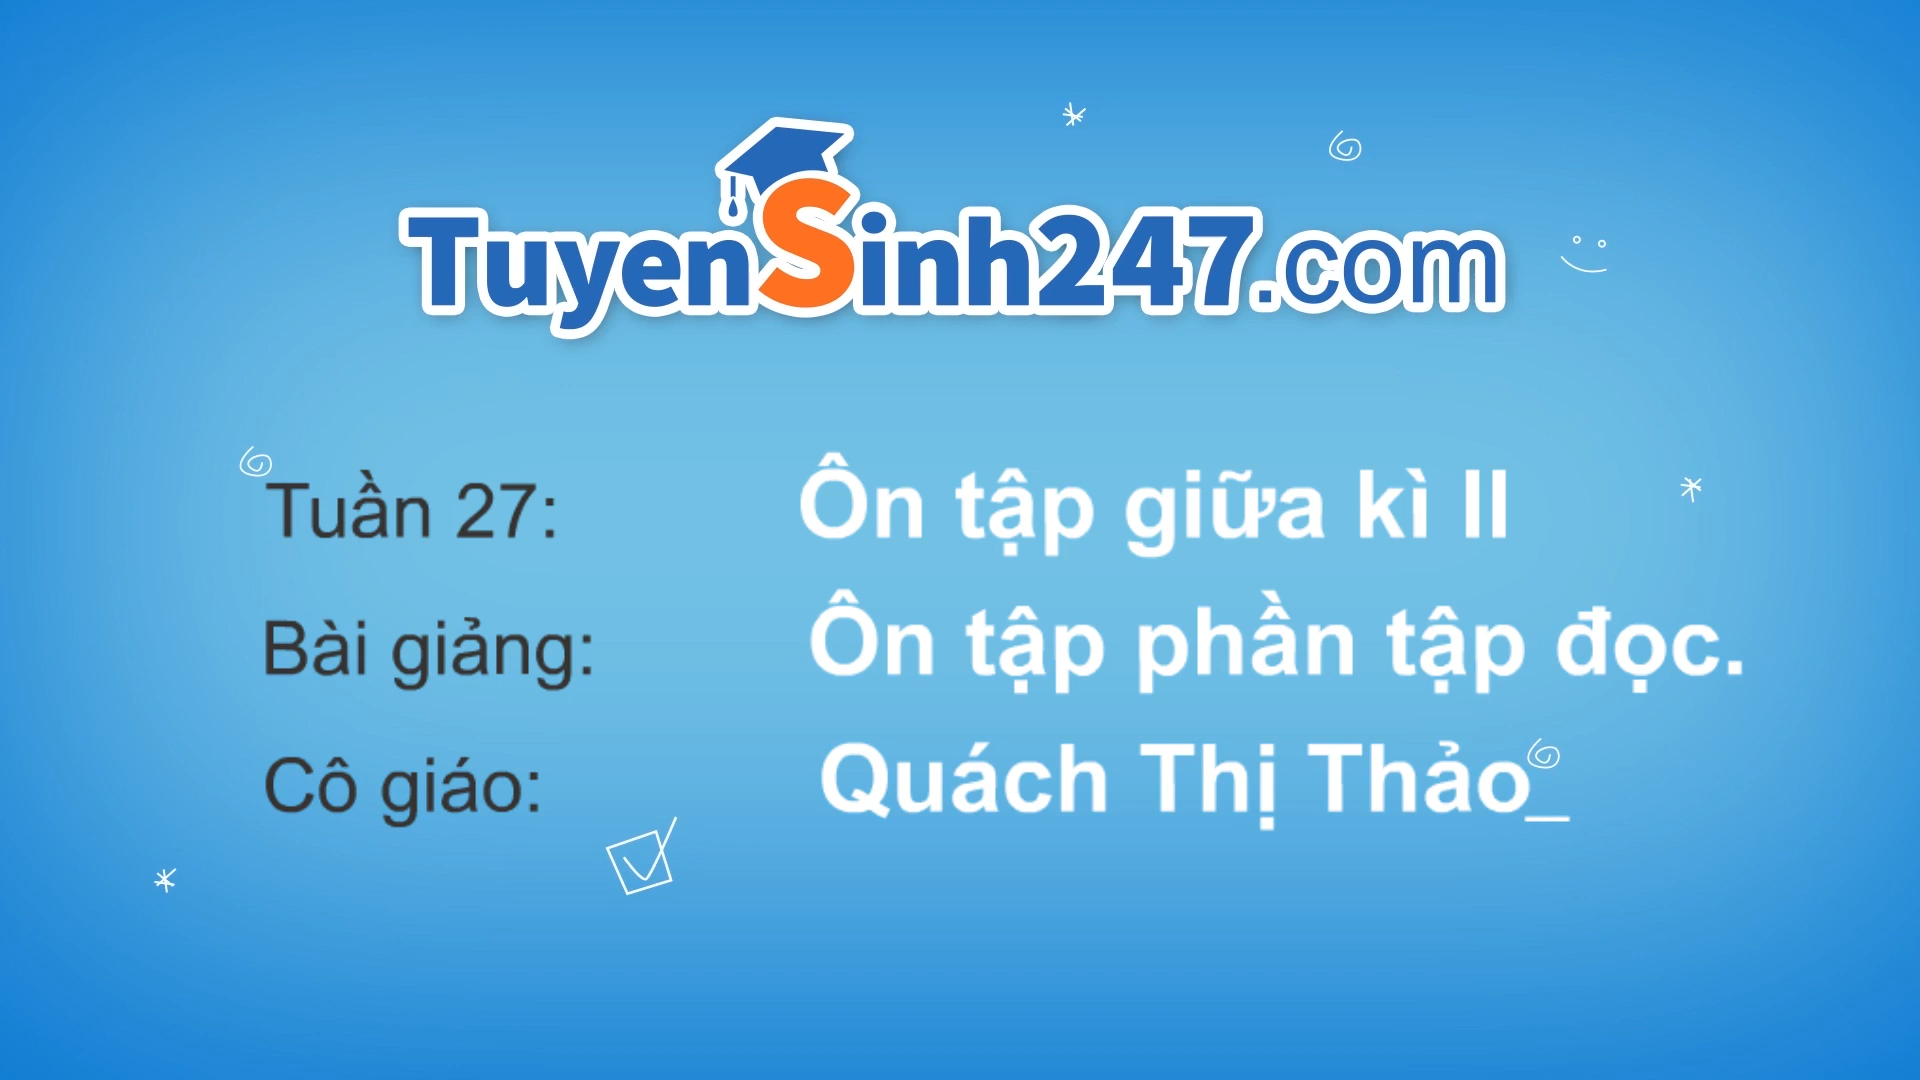 TuyenSinh247.com
Tuần 27: Ôn tập giữa kì II
Bài giảng: Ôn tập phần tập đọc.
Cô giáo: Quách Thị Thảo_